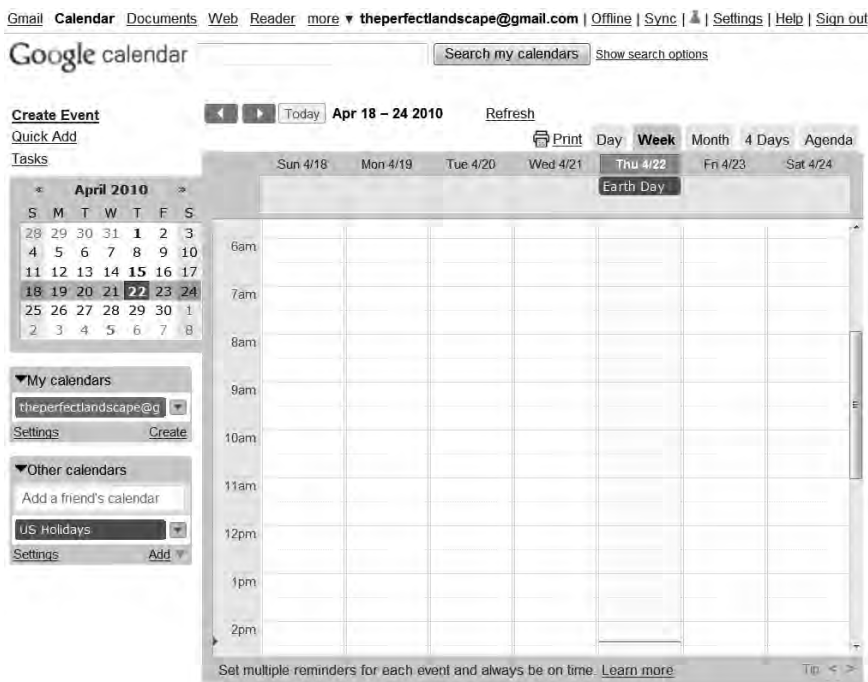 Gmail Calendar Documents Web Reader more ▼ theperfectlandscape@gmail.com | Offline | Sync | | Settings | Help | Sign out
Google calendar Search my calendars Show search options
Create Event
Quick Add
Tasks
Today Apr 18 – 24 2010 Refresh
Print Day Week Month 4 Days Agenda
Sun 4/18 Mon 4/19 Tue 4/20 Wed 4/21 Thu 4/22 Fri 4/23 Sat 4/24
Earth Day
« April 2010 »
S M T W T F S
28 29 30 31 1 2 3
4 5 6 7 8 9 10
11 12 13 14 15 16 17
18 19 20 21 22 23 24
25 26 27 28 29 30 1
2 3 4 5 6 7 8
▼My calendars
theperfectlandscape@g
Settings Create
▼Other calendars
Add a friend's calendar
US Holidays
Settings Add ▼
6am
7am
8am
9am
10am
11am
12pm
1pm
2pm
Set multiple reminders for each event and always be on time. Learn more Tip < >